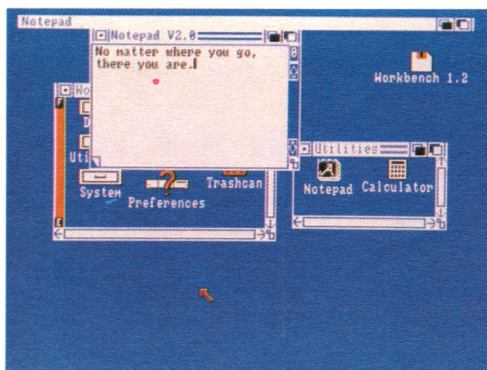 Notepad
Notepad V2.0
No matter where you go,
there you are.
Workbench 1.2
Utilities
System
Preferences
Trashcan
Notepad
Calculator